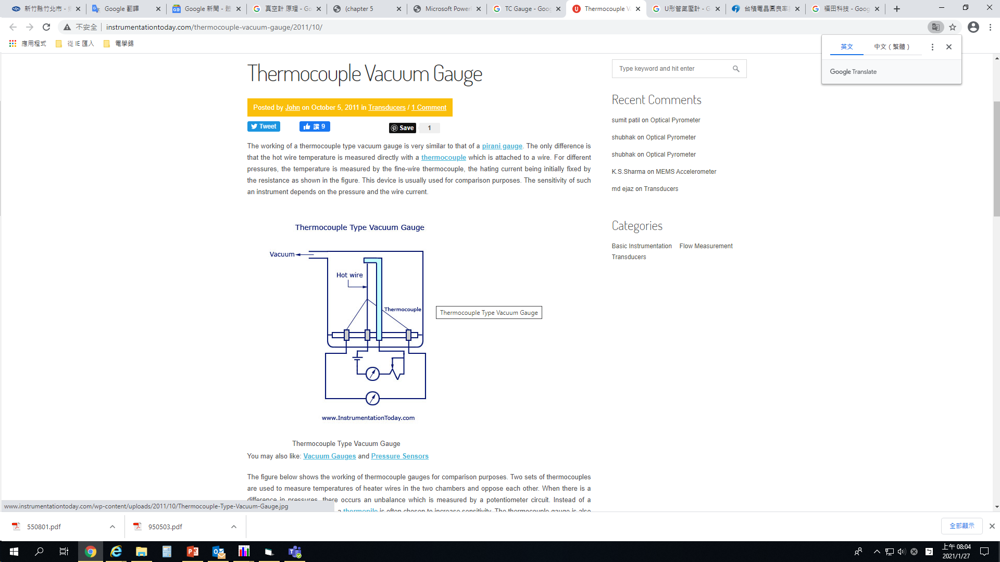 新竹縣竹北市 -
Google 翻譯
Google 新聞 - 體
真空計 原理 - Go
(chapter 5
Microsoft Power
TC Gauge - Goog
Thermocouple V
U形管氣壓計 - G
台積電晶圓良率
福田科技 - Goog
不安全
instrumentationtoday.com/thermocouple-vacuum-gauge/2011/10/
應用程式
從 IE 匯入
電學錫
英文
中文 ( 繁體 )
Google Translate
Thermocouple Vacuum Gauge
Posted by John on October 5, 2011 in Transducers / 1 Comment
Tweet
讚 9
Save
1
The working of a thermocouple type vacuum gauge is very similar to that of a pirani gauge. The only difference is
that the hot wire temperature is measured directly with a thermocouple which is attached to a wire. For different
pressures, the temperature is measured by the fine-wire thermocouple, the hating current being initially fixed by
the resistance as shown in the figure. This device is usually used for comparison purposes. The sensitivity of such
an instrument depends on the pressure and the wire current.
Thermocouple Type Vacuum Gauge
Vacuum
Hot wire
Thermocouple
Thermocouple Type Vacuum Gauge
www.InstrumentationToday.com
Thermocouple Type Vacuum Gauge
You may also like: Vacuum Gauges and Pressure Sensors
The figure below shows the working of thermocouple gauges for comparison purposes. Two sets of thermocouples
are used to measure temperatures of heater wires in the two chambers and oppose each other. When there is a
difference in pressures, there occurs an unbalance which is measured by a potentiometer circuit. Instead of a
a thermopile is often chosen to increase sensitivity. The thermocouple gauge is also
Type keyword and hit enter
Recent Comments
sumit patil on Optical Pyrometer
shubhak on Optical Pyrometer
shubhak on Optical Pyrometer
K.S.Sharma on MEMS Accelerometer
md ejaz on Transducers
Categories
Basic Instrumentation
Flow Measurement
Transducers
www.instrumentationtoday.com/wp-content/uploads/2011/10/Thermocouple-Type-Vacuum-Gauge.jpg
550801.pdf
950503.pdf
全部顯示
上午 08:04
2021/1/27